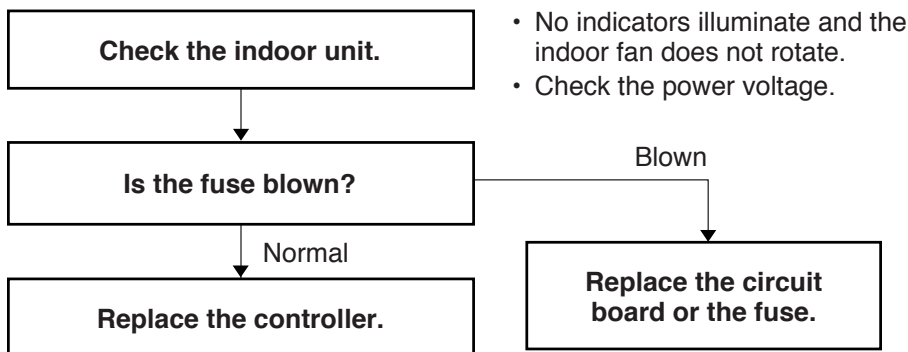 Check the indoor unit.
• No indicators illuminate and the
indoor fan does not rotate.
• Check the power voltage.
Is the fuse blown?
Blown
Normal
Replace the circuit
board or the fuse.
Replace the controller.